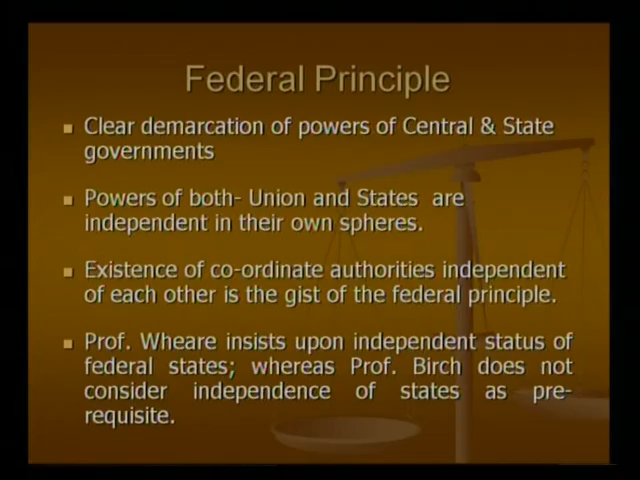 Federal Principle
Clear demarcation of powers of Central & State
governments
Powers of both- Union and States are
independent in their own spheres.
Existence of co-ordinate authorities independent
of each other is the gist of the federal principle.
Prof. Wheare insists upon independent status of
federal states; whereas Prof. Birch does not
consider independence of states as pre-
requisite.